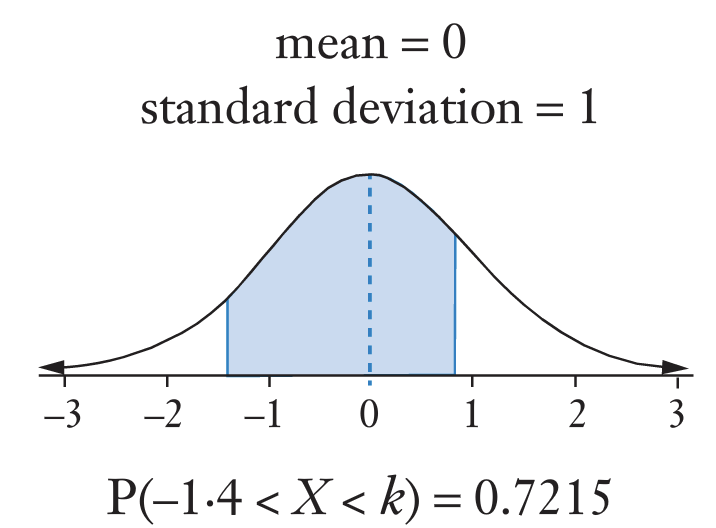 mean = 0
standard deviation = 1
–3 –2 –1 0 1 2 3
P(–1·4 < X < k) = 0.7215